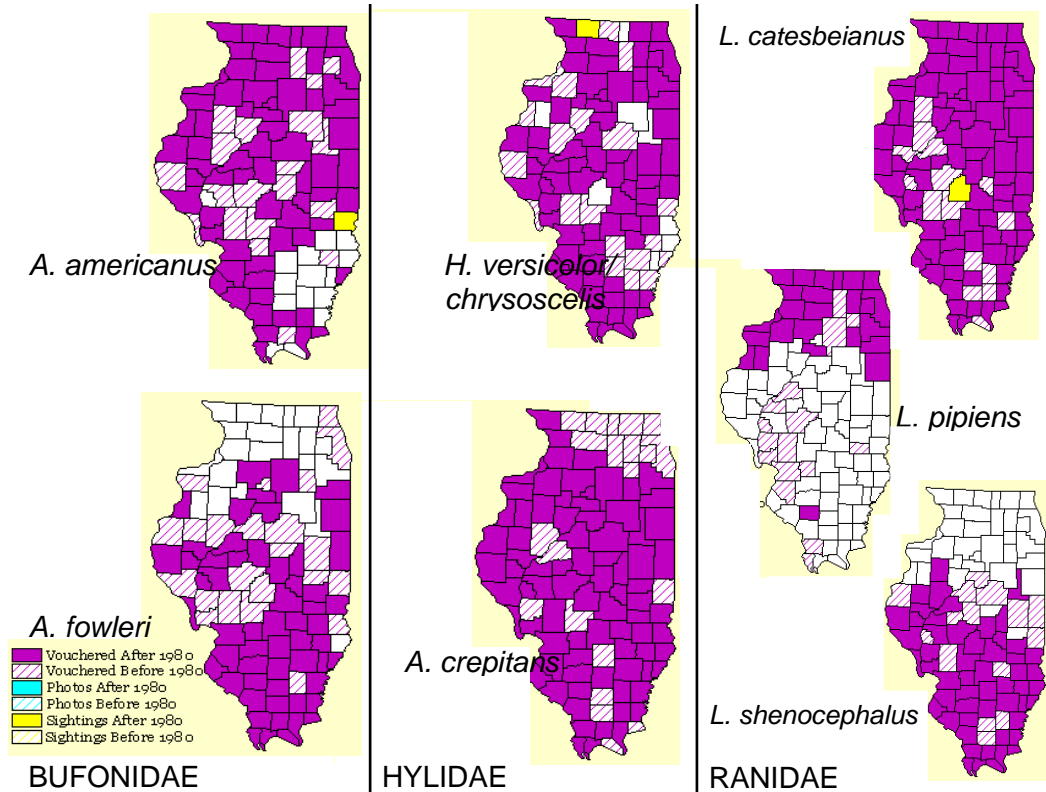 A. americanus
A. fowleri
Vouchered After 1980
Vouchered Before 1980
Photos After 1980
Photos Before 1980
Sightings After 1980
Sightings Before 1980
BUFONIDAE
H. versicolor/
chrysoscelis
A. crepitans
HYLIDAE
L. catesbeianus
L. pipiens
L. shenocephalus
RANIDAE